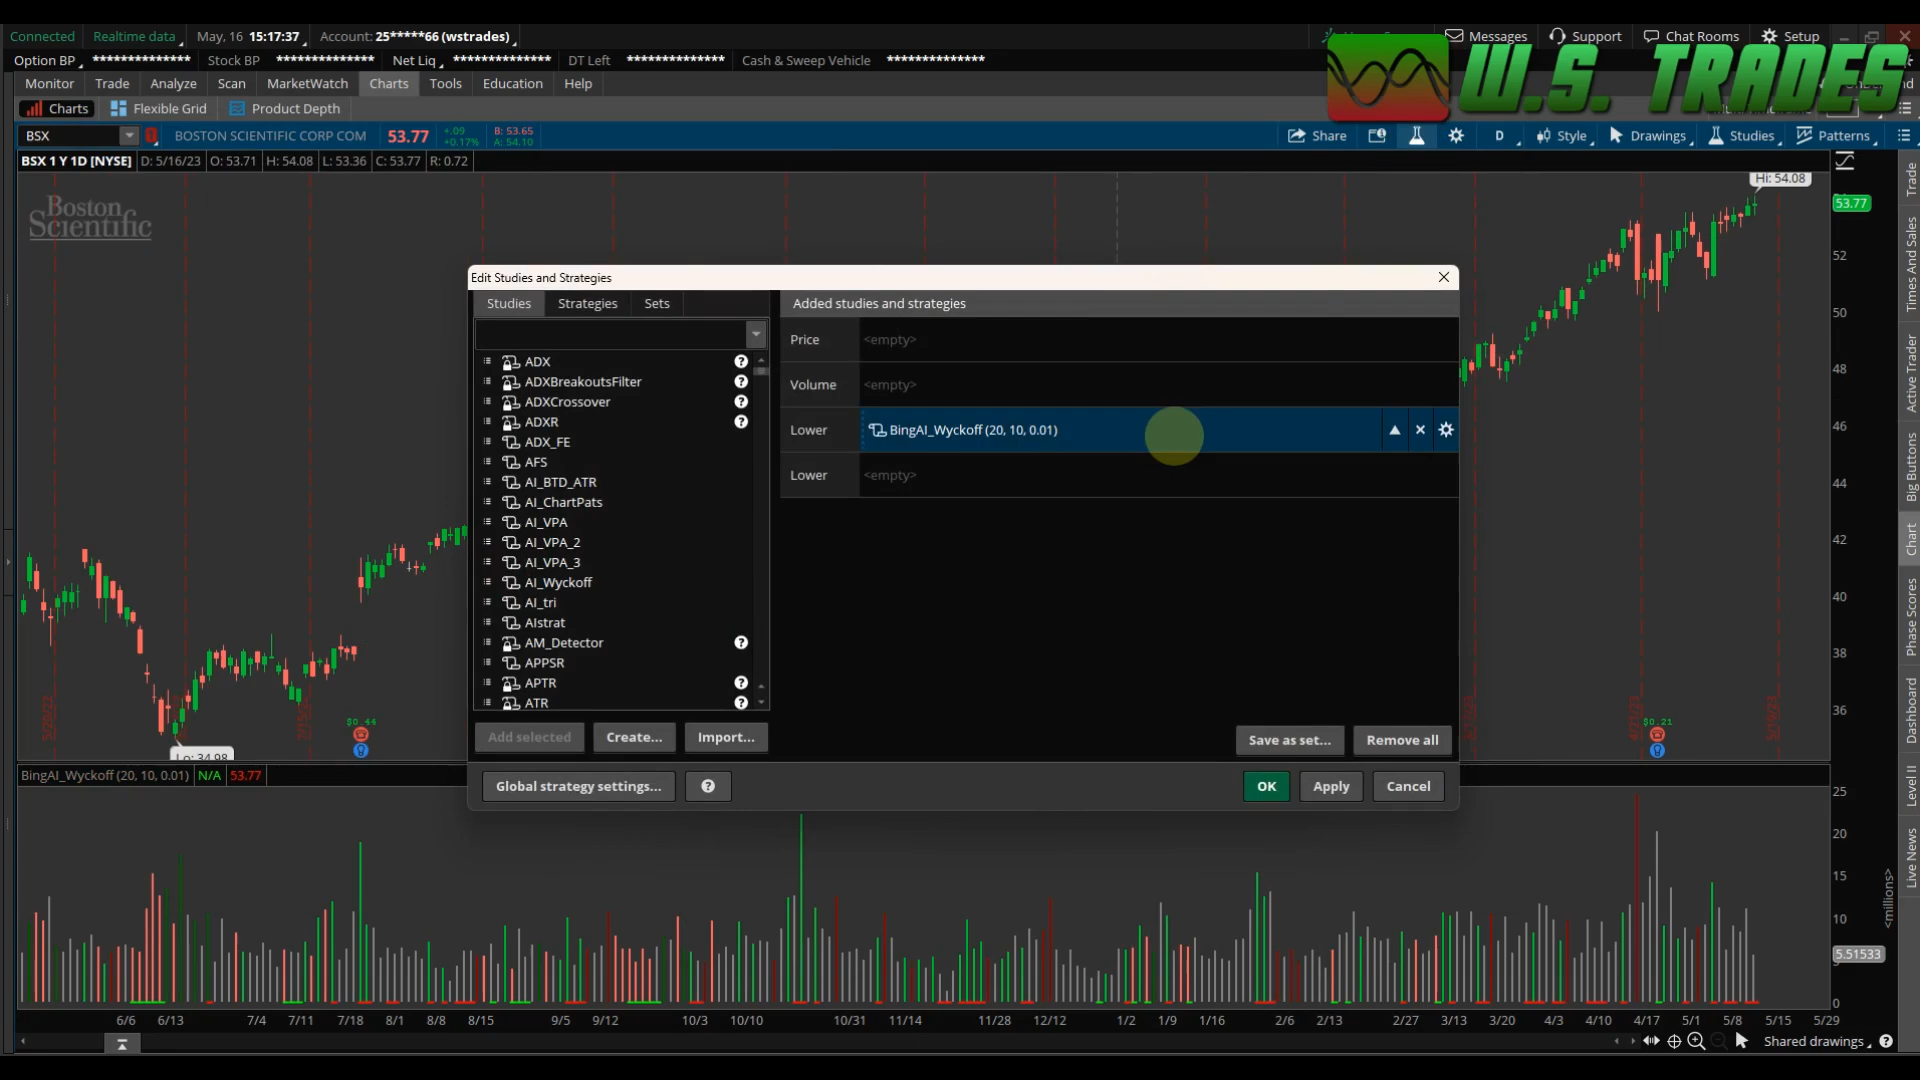 Connected Realtime data May, 16 15:17:37 Account: 25*****66 (wstrades) Messages Support Chat Rooms Setup
Option BP ************** Stock BP ************** Net Liq ************** DT Left ************** Cash & Sweep Vehicle **************
W.S. TRADES
Monitor Trade Analyze Scan MarketWatch Charts Tools Education Help
Charts Flexible Grid Product Depth
BSX BOSTON SCIENTIFIC CORP COM 53.77 +.09 +0.17% B: 53.65 A: 54.10 Share D Style Drawings Studies Patterns
BSX 1 Y 1D [NYSE] D: 5/16/23 O: 53.71 H: 54.08 L: 53.36 C: 53.77 R: 0.72
Hi: 54.08
53.77
Boston
Scientific
52
50
48
46
44
42
40
38
36
Lo: 34.98
$0.44
$0.21
Edit Studies and Strategies
Studies Strategies Sets
Added studies and strategies
Price <empty>
Volume <empty>
Lower BingAI_Wyckoff (20, 10, 0.01)
Lower <empty>
ADX
ADXBreakoutsFilter
ADXCrossover
ADXR
ADX_FE
AFS
AI_BTD_ATR
AI_ChartPats
AI_VPA
AI_VPA_2
AI_VPA_3
AI_Wyckoff
AI_tri
AIstrat
AM_Detector
APPSR
APTR
ATR
Add selected Create... Import... Save as set... Remove all
Global strategy settings... ? OK Apply Cancel
BingAI_Wyckoff (20, 10, 0.01) N/A 53.77
25
20
15
10
5.51533
0
<millions>
6/6 6/13 7/4 7/11 7/18 8/1 8/8 8/15 9/5 9/12 10/3 10/10 10/31 11/14 11/28 12/12 1/2 1/9 1/16 2/6 2/13 2/27 3/13 3/20 4/3 4/10 4/17 5/1 5/8 5/15 5/29
Shared drawings
Trade
Times And Sales
Active Trader
Big Buttons
Chart
Phase Scores
Dashboard
Level II
Live News